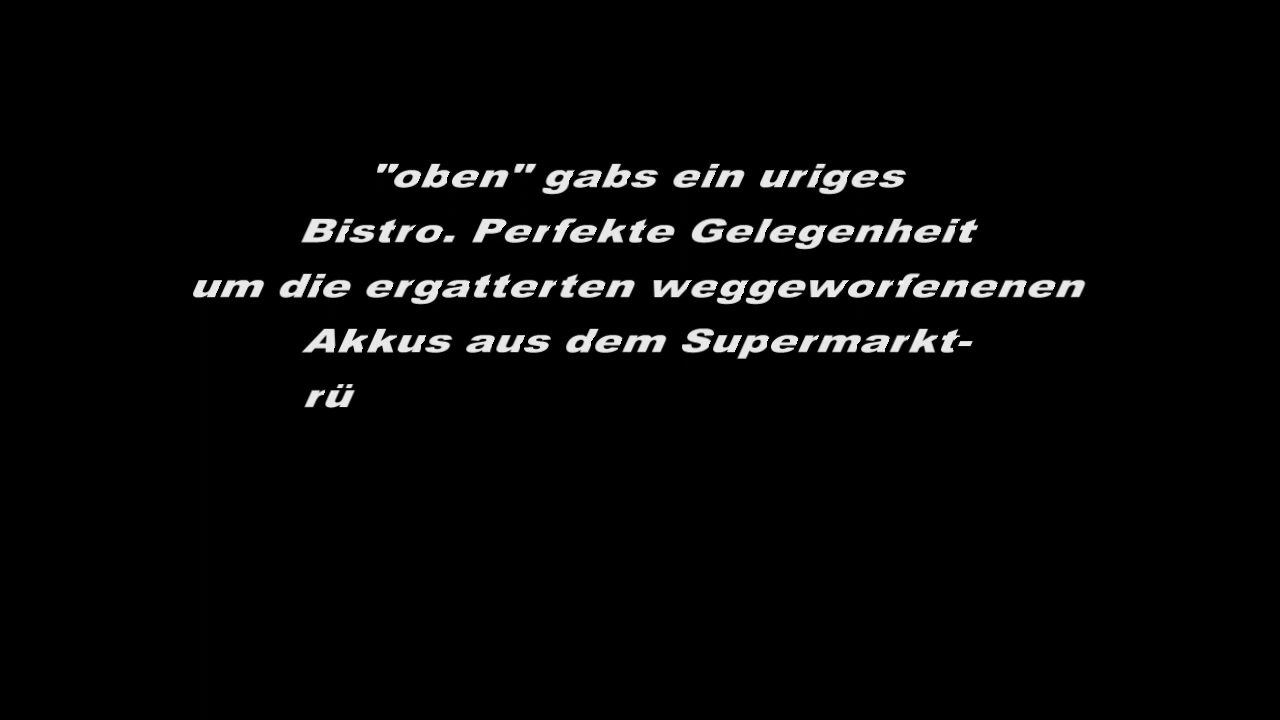 "oben" gabs ein uriges
Bistro. Perfekte Gelegenheit
um die ergatterten weggeworfenenen
Akkus aus dem Supermarkt-
rü